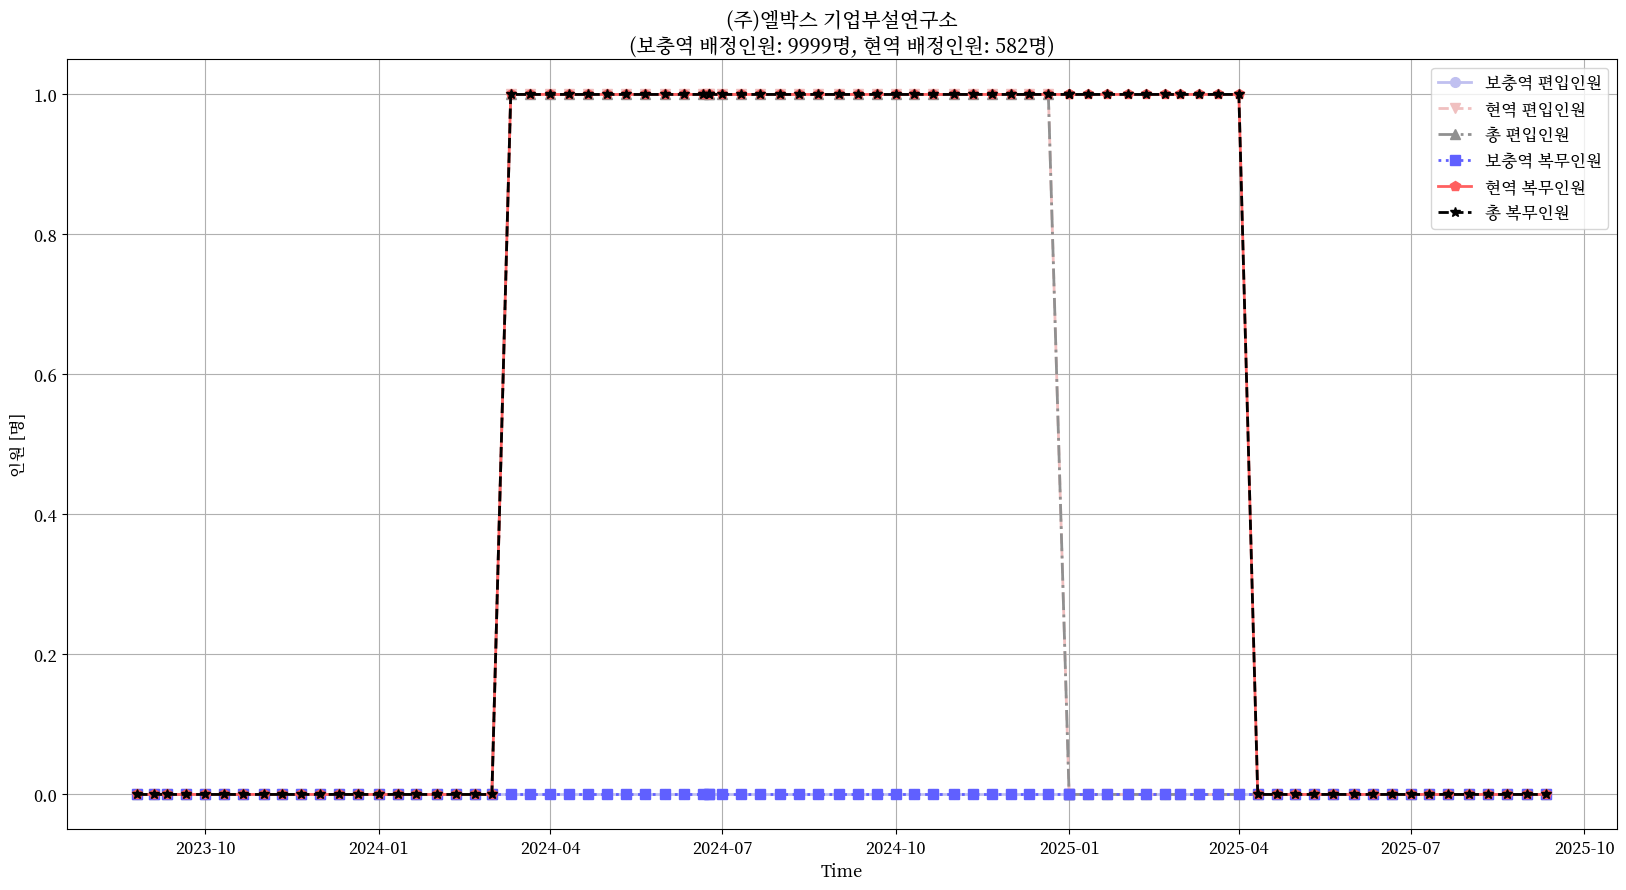 (주)엘박스 기업부설연구소
(보충역 배정인원: 9999명, 현역 배정인원: 582명)
보충역 편입인원
현역 편입인원
총 편입인원
보충역 복무인원
현역 복무인원
총 복무인원
인원 [명]
1.0
0.8
0.6
0.4
0.2
0.0
2023-10 2024-01 2024-04 2024-07 2024-10 2025-01 2025-04 2025-07 2025-10
Time